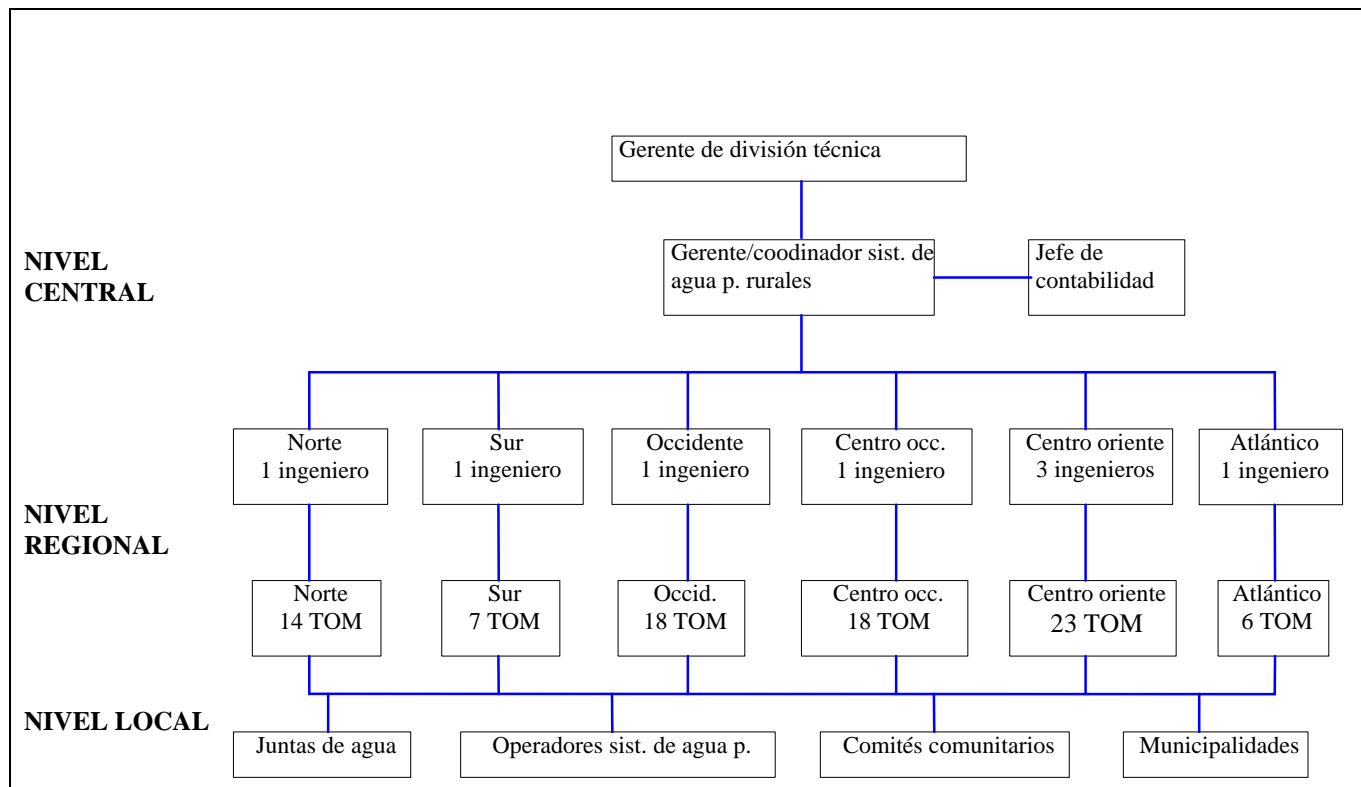 Gerente de división técnica
NIVEL
CENTRAL
Gerente/coodinador sist. de
agua p. rurales
Jefe de
contabilidad
NIVEL
REGIONAL
Norte
1 ingeniero
Sur
1 ingeniero
Occidente
1 ingeniero
Centro occ.
1 ingeniero
Centro oriente
3 ingenieros
Atlántico
1 ingeniero
Norte
14 TOM
Sur
7 TOM
Occid.
18 TOM
Centro occ.
18 TOM
Centro oriente
23 TOM
Atlántico
6 TOM
NIVEL LOCAL
Juntas de agua
Operadores sist. de agua p.
Comités comunitarios
Municipalidades